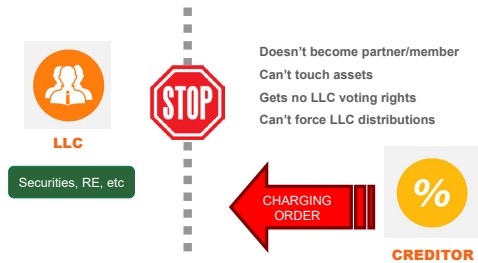 Doesn't become partner/member
Can't touch assets
Gets no LLC voting rights
Can't force LLC distributions
STOP
LLC
Securities, RE, etc
CHARGING
ORDER
%
CREDITOR